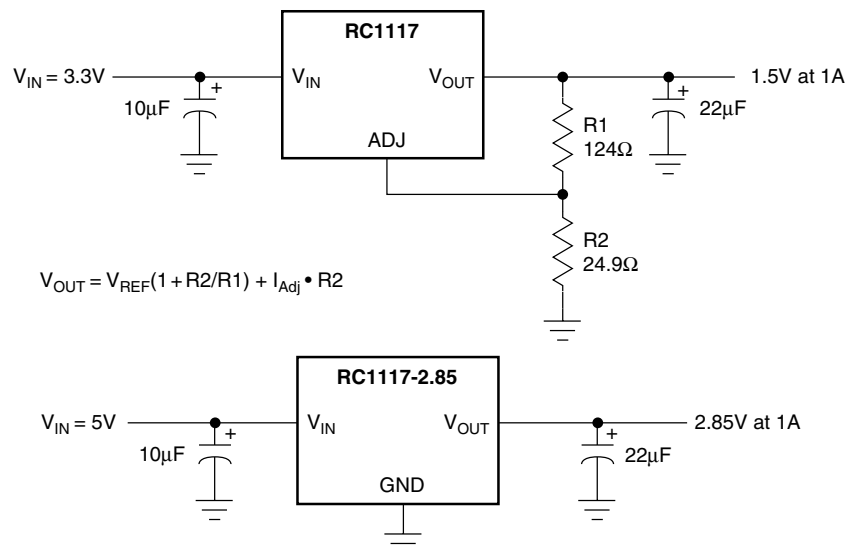 RC1117
V_IN = 3.3V
V_IN
V_OUT
1.5V at 1A
+
10μF
+
22μF
ADJ
R1
124Ω
R2
24.9Ω
V_OUT = V_REF(1 + R2/R1) + I_Adj • R2
RC1117-2.85
V_IN = 5V
V_IN
V_OUT
2.85V at 1A
+
10μF
+
22μF
GND